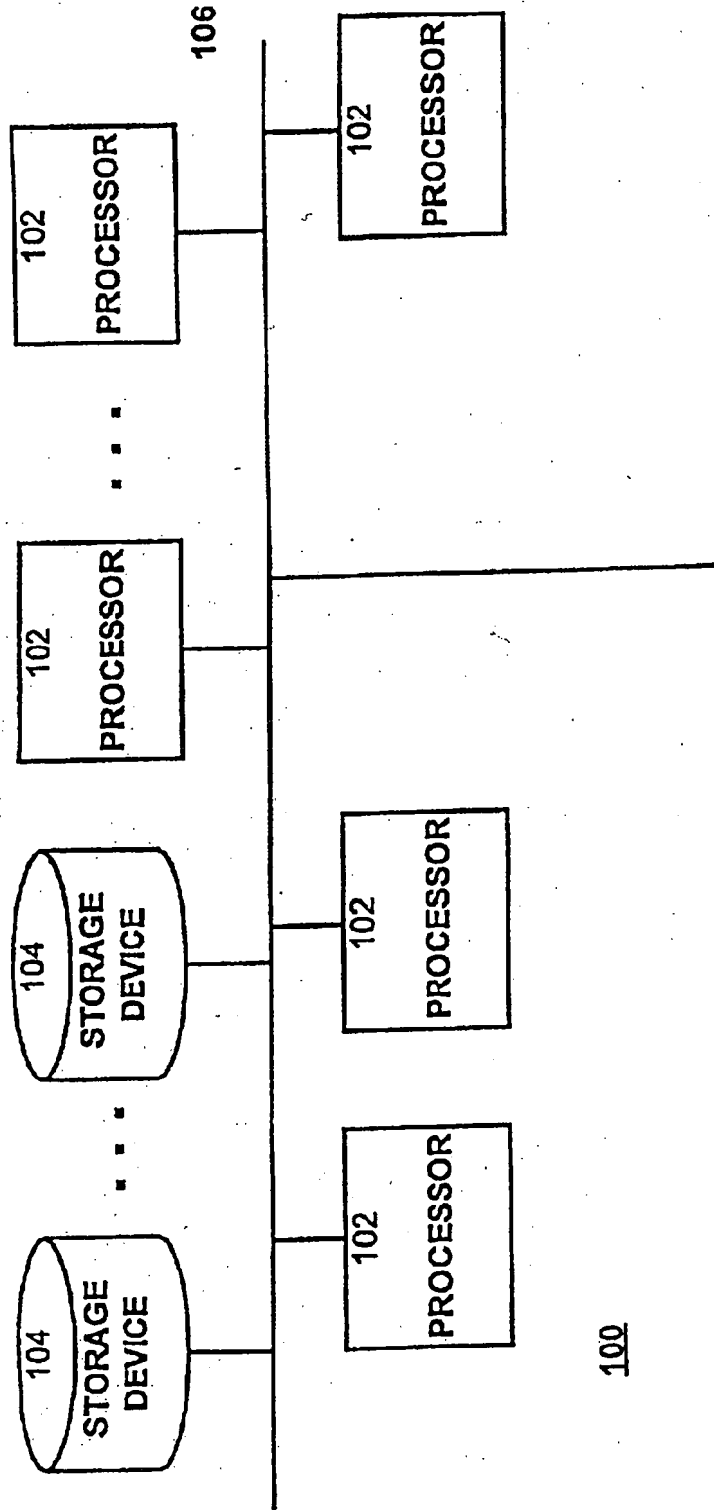 104
STORAGE
DEVICE
104
STORAGE
DEVICE
102
PROCESSOR
102
PROCESSOR
106
102
PROCESSOR
102
PROCESSOR
102
PROCESSOR
100